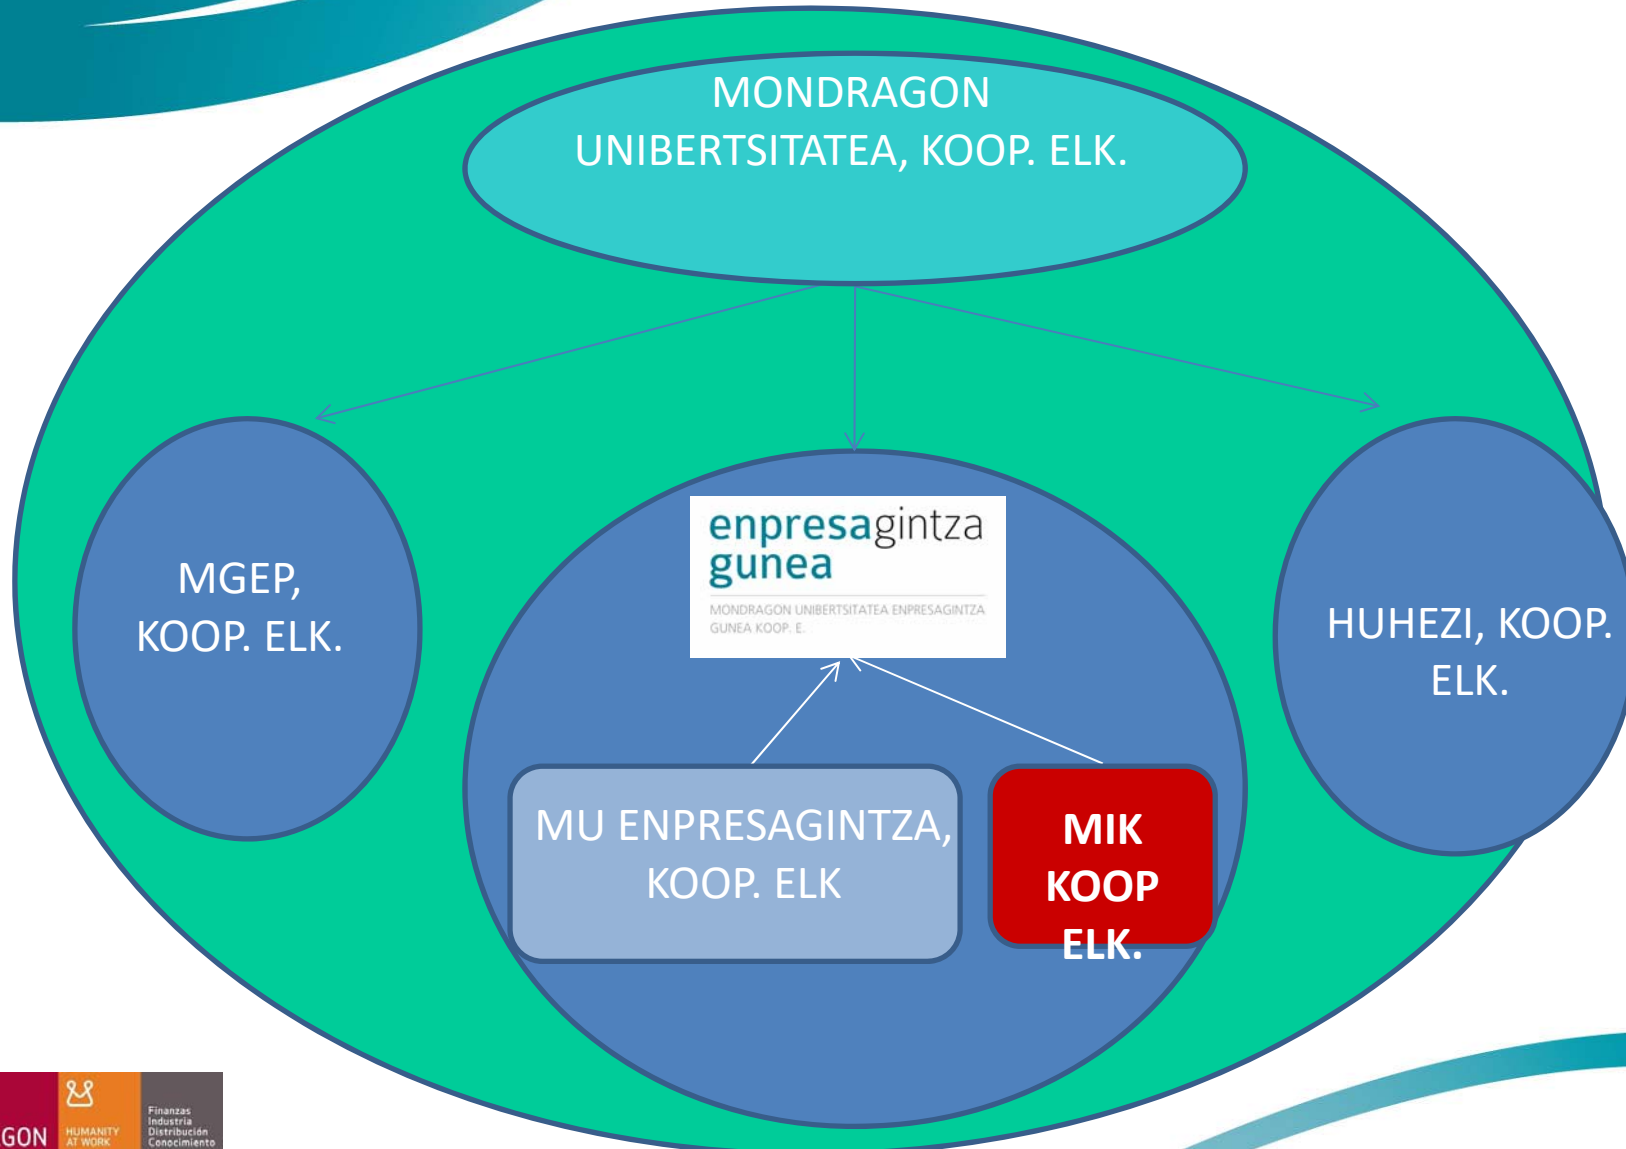 MONDRAGON
UNIBERTSITATEA, KOOP. ELK.
MGEP,
KOOP. ELK.
enpresagintza
gunea
MONDRAGON UNIBERTSITATEA ENPRESAGINTZA
GUNEA KOOP. E.
HUHEZI, KOOP.
ELK.
MU ENPRESAGINTZA,
KOOP. ELK
MIK
KOOP
ELK.
GON
HUMANITY
AT WORK
Finanzas
Industria
Distribución
Conocimiento